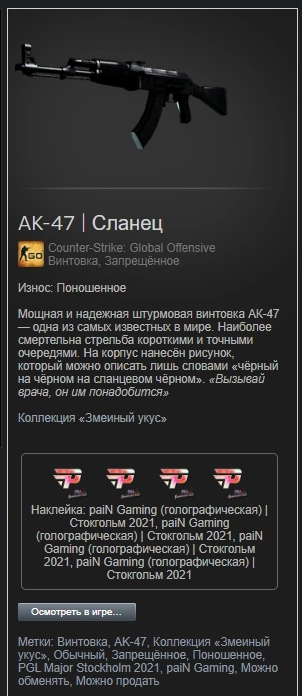 AK-47 | Сланец
GO
Counter-Strike: Global Offensive
Винтовка, Запрещённое
Износ: Поношенное
Мощная и надежная штурмовая винтовка АК-47
— одна из самых известных в мире. Наиболее
смертельна стрельба короткими и точными
очередями. На корпус нанесён рисунок,
который можно описать лишь словами «чёрный
на чёрном на сланцевом чёрном». «Вызывай
врача, он им понадобится»
Коллекция «Змеиный укус»
Наклейка: paiN Gaming (голографическая) |
Стокгольм 2021, paiN Gaming
(голографическая) | Стокгольм 2021, paiN
Gaming (голографическая) | Стокгольм
2021, paiN Gaming (голографическая) |
Стокгольм 2021
Осмотреть в игре...
Метки: Винтовка, AK-47, Коллекция «Змеиный
укус», Обычный, Запрещённое, Поношенное,
PGL Major Stockholm 2021, paiN Gaming, Можно
обменять, Можно продать